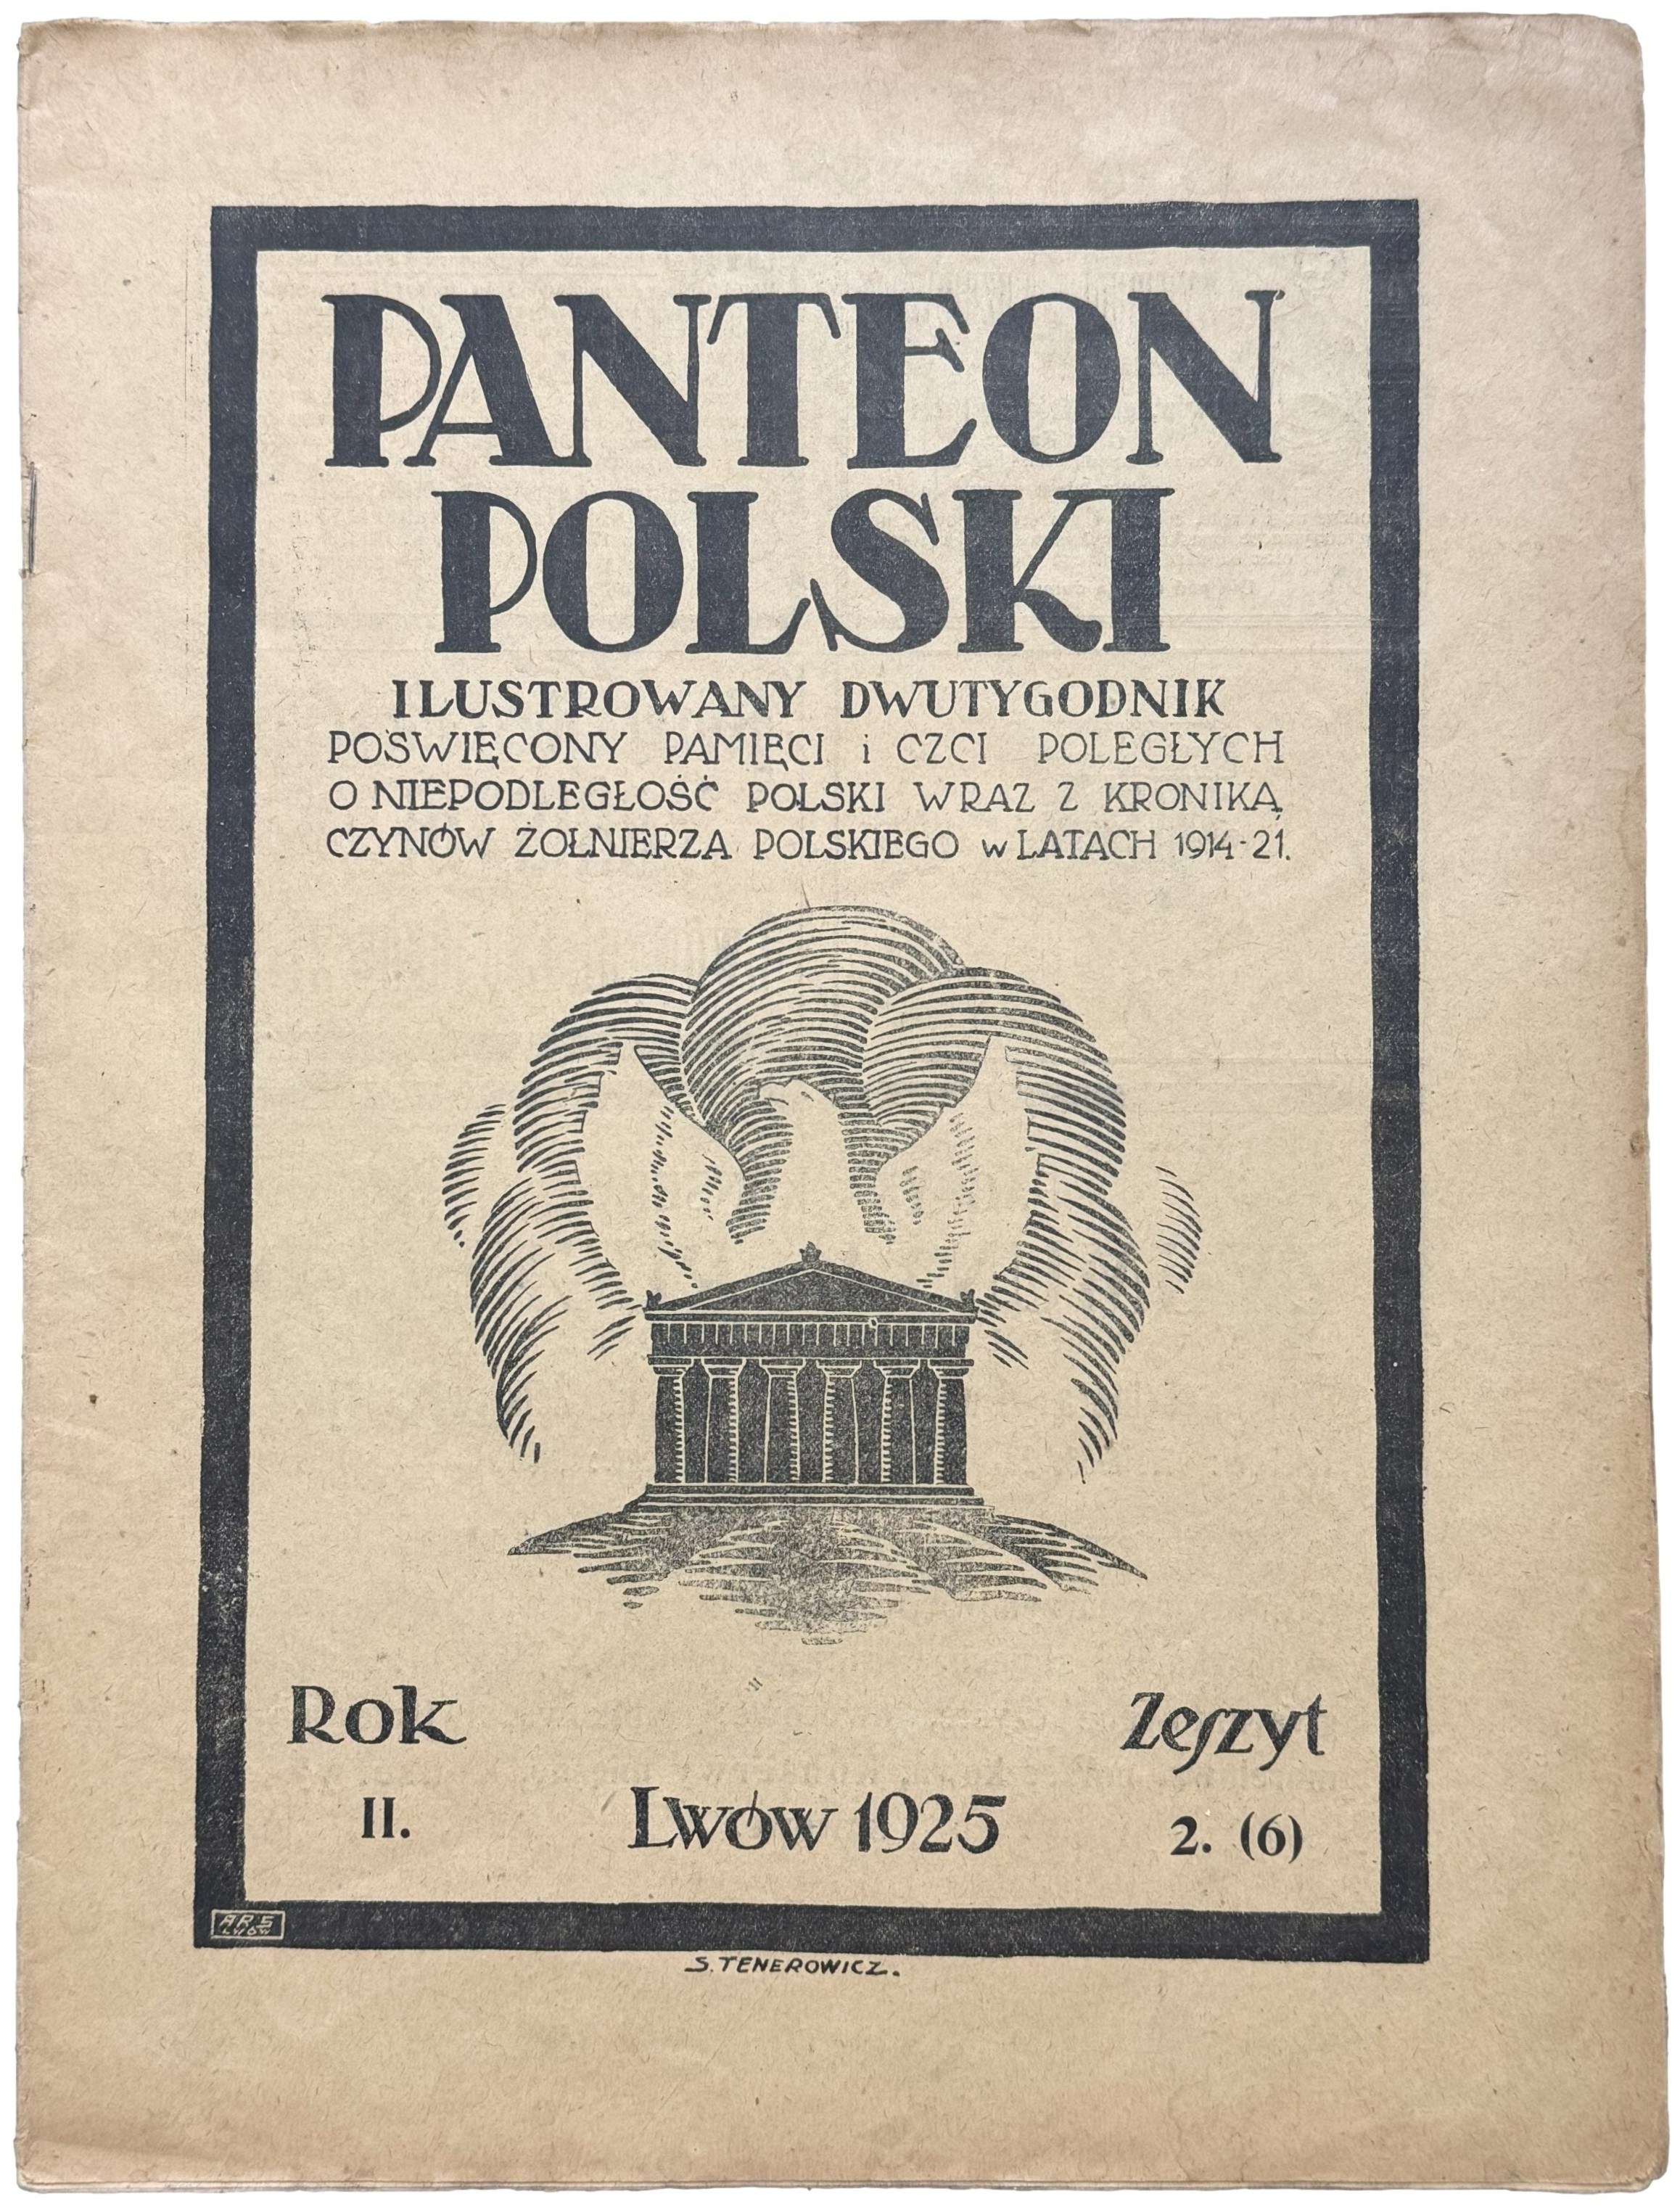 PANTEON
POLSKI
ILUSTROWANY DWUTYGODNIK
POŚWIĘCONY PAMIĘCI i CZCI POLEGŁYCH
O NIEPODLEGŁOŚĆ POLSKI WRAZ Z KRONIKĄ
CZYNÓW ŻOŁNIERZA POLSKIEGO w LATACH 1914-21.
Rok
II.
Lwów 1925
Zeszyt
2. (6)
ARS
LWÓW
S. TENEROWICZ.